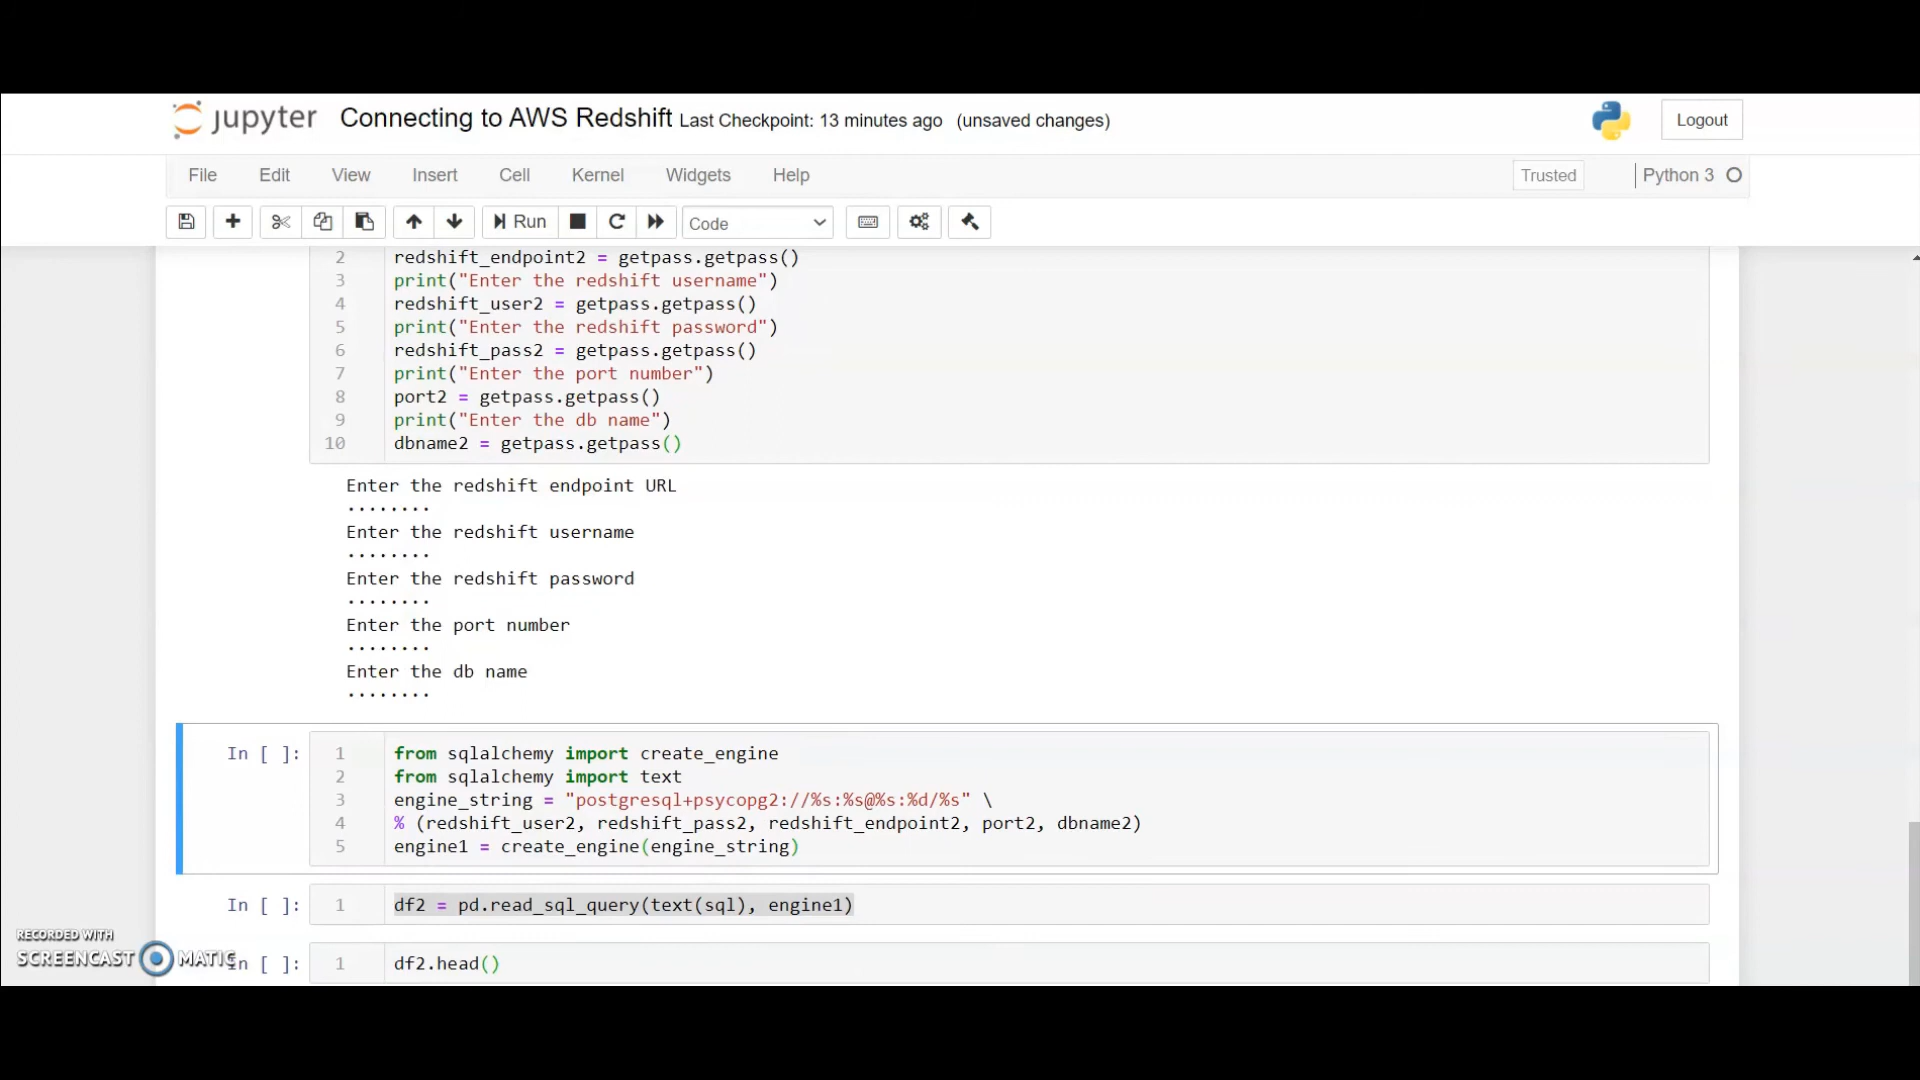 jupyter Connecting to AWS Redshift Last Checkpoint: 13 minutes ago (unsaved changes) Logout
File Edit View Insert Cell Kernel Widgets Help Trusted Python 3
Run Code
2 redshift_endpoint2 = getpass.getpass()
3 print("Enter the redshift username")
4 redshift_user2 = getpass.getpass()
5 print("Enter the redshift password")
6 redshift_pass2 = getpass.getpass()
7 print("Enter the port number")
8 port2 = getpass.getpass()
9 print("Enter the db name")
10 dbname2 = getpass.getpass()
Enter the redshift endpoint URL
........
Enter the redshift username
........
Enter the redshift password
........
Enter the port number
........
Enter the db name
........
In [ ]: 1 from sqlalchemy import create_engine
2 from sqlalchemy import text
3 engine_string = "postgresql+psycopg2://%s:%s@%s:%d/%s" \
4 % (redshift_user2, redshift_pass2, redshift_endpoint2, port2, dbname2)
5 engine1 = create_engine(engine_string)
In [ ]: 1 df2 = pd.read_sql_query(text(sql), engine1)
RECORDED WITH
SCREENCAST MATIC
In [ ]: 1 df2.head()